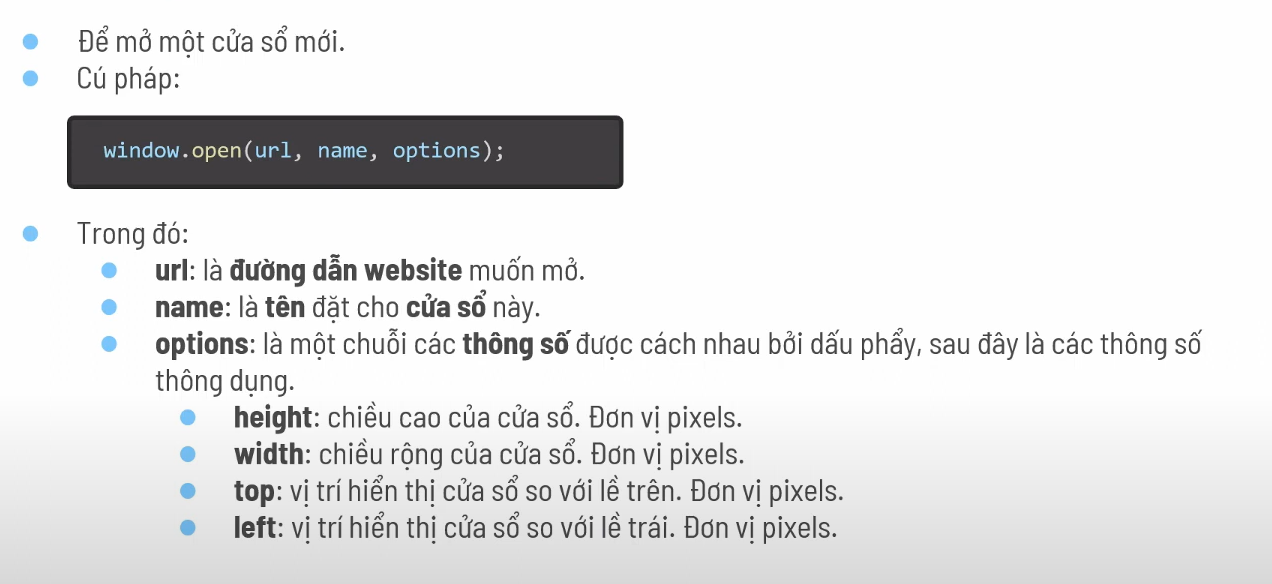 Để mở một cửa sổ mới.
Cú pháp:
window.open(url, name, options);
Trong đó:
url: là đường dẫn website muốn mở.
name: là tên đặt cho cửa sổ này.
options: là một chuỗi các thông số được cách nhau bởi dấu phẩy, sau đây là các thông số
thông dụng.
height: chiều cao của cửa sổ. Đơn vị pixels.
width: chiều rộng của cửa sổ. Đơn vị pixels.
top: vị trí hiển thị cửa sổ so với lề trên. Đơn vị pixels.
left: vị trí hiển thị cửa sổ so với lề trái. Đơn vị pixels.